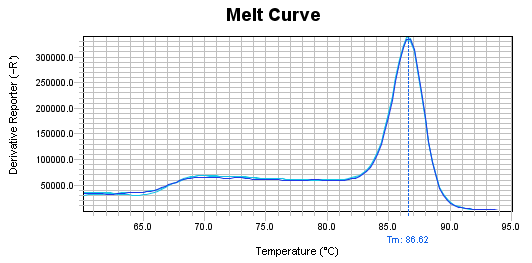 Melt Curve
Derivative Reporter (−R')
300000.0
250000.0
200000.0
150000.0
100000.0
50000.0
65.0 70.0 75.0 80.0 85.0 90.0 95.0
Tm: 86.62
Temperature (°C)